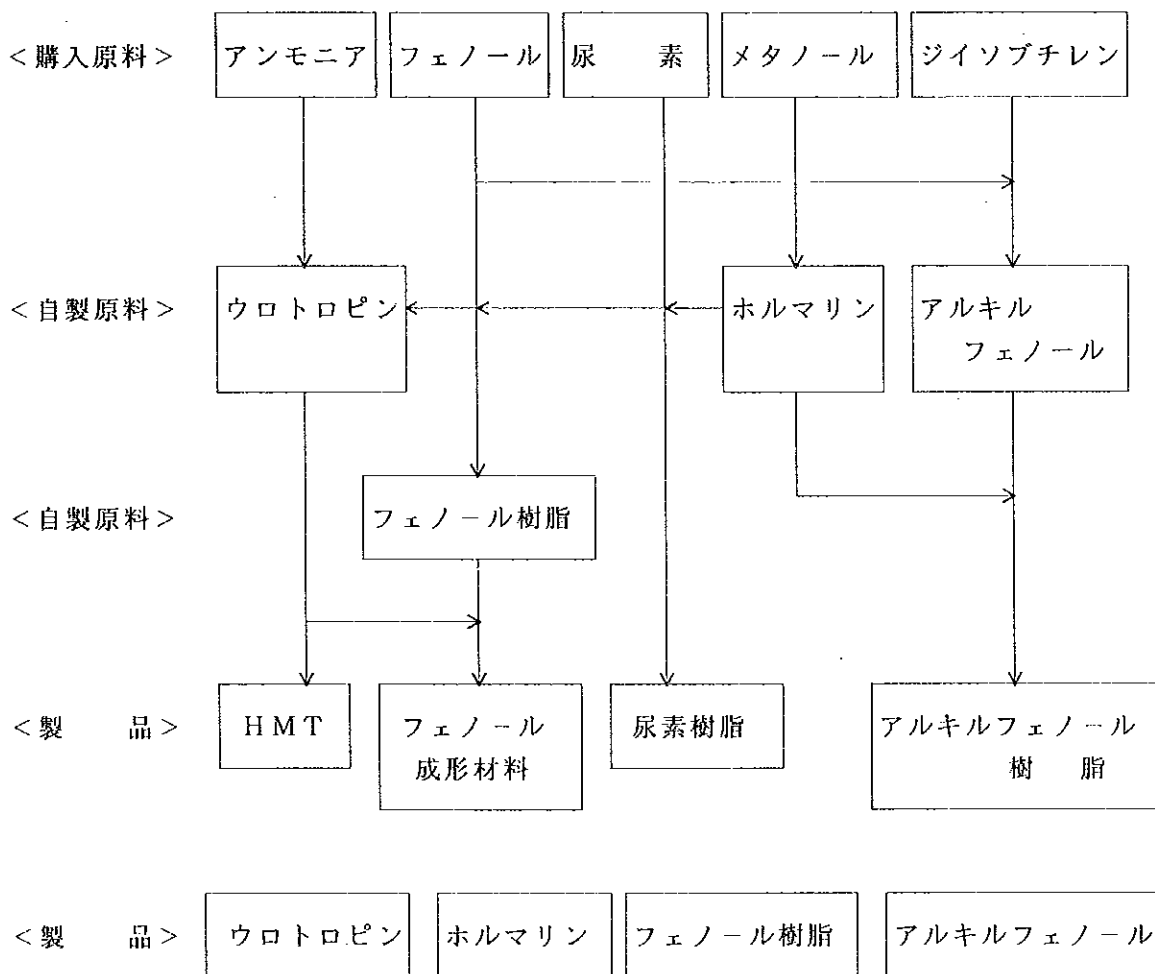 ＜購入原料＞ アンモニア フェノール 尿　素 メタノール ジイソブチレン
＜自製原料＞ ウロトロピン ホルマリン アルキル
フェノール
＜自製原料＞ フェノール樹脂
＜製　品＞ HMT フェノール 尿素樹脂 アルキルフェノール
成形材料 樹　脂
＜製　品＞ ウロトロピン ホルマリン フェノール樹脂 アルキルフェノール